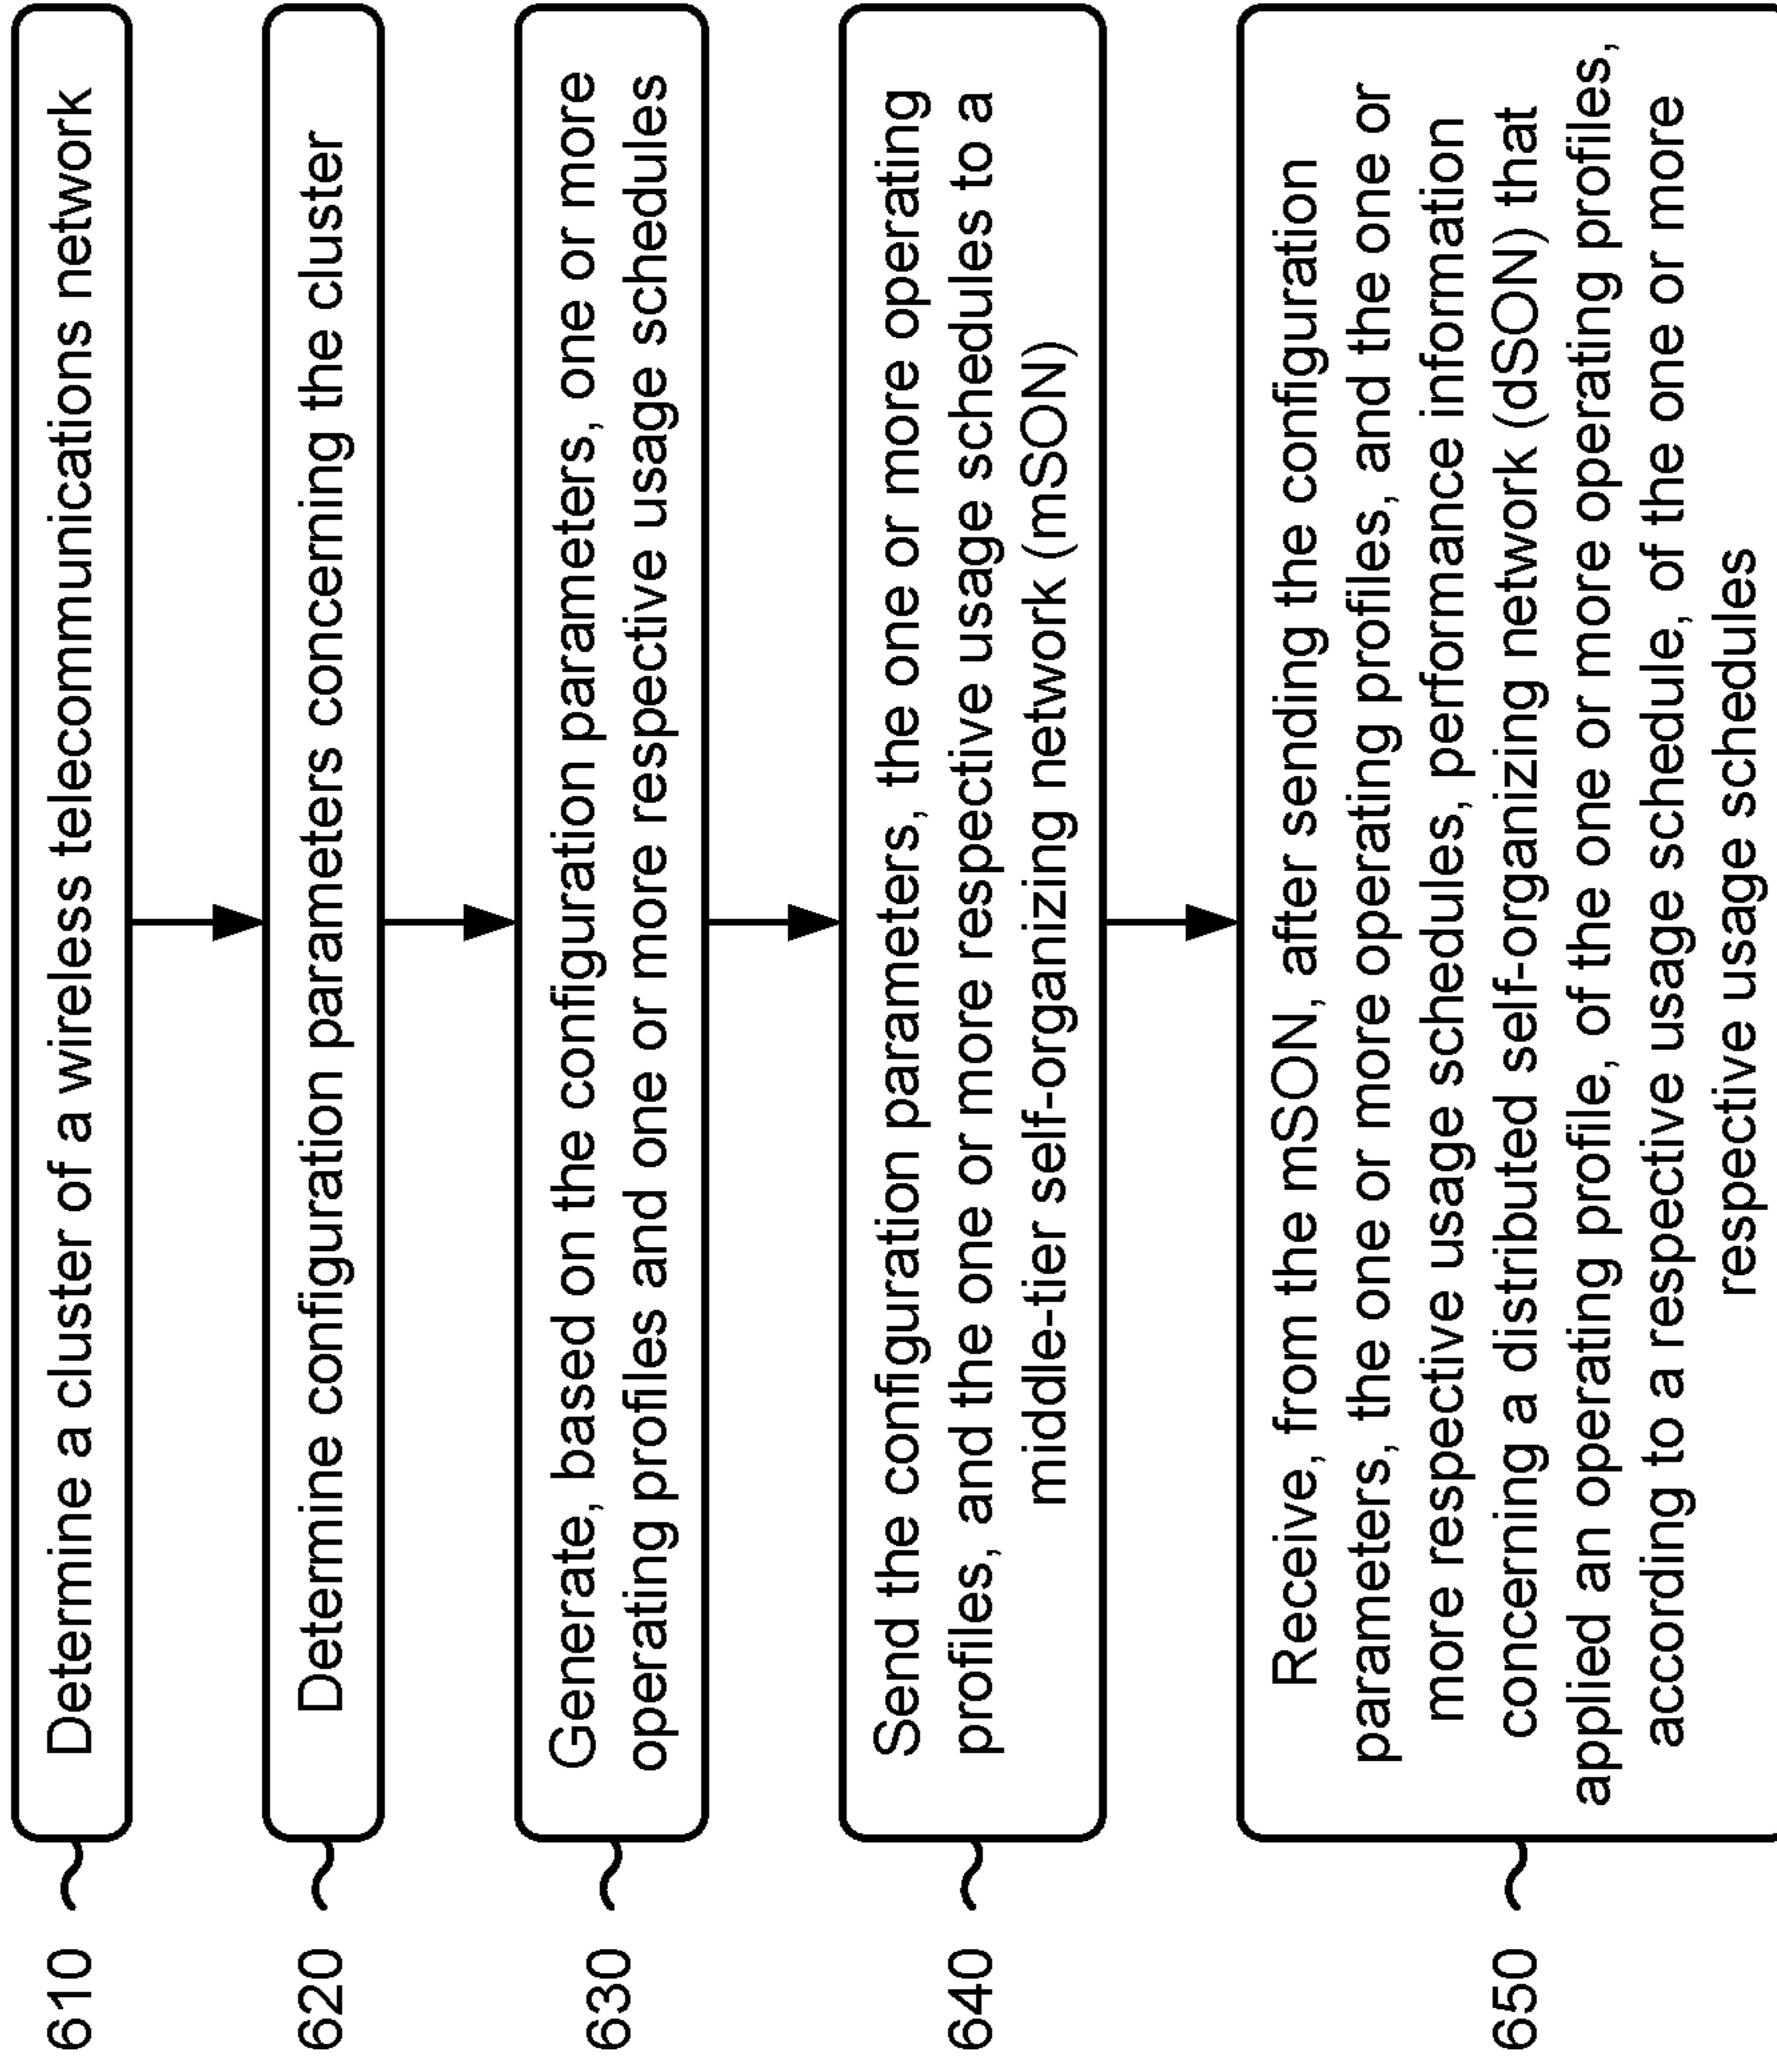 610
Determine a cluster of a wireless telecommunications network
620
Determine configuration parameters concerning the cluster
630
Generate, based on the configuration parameters, one or more
operating profiles and one or more respective usage schedules
640
Send the configuration parameters, the one or more operating
profiles, and the one or more respective usage schedules to a
middle-tier self-organizing network (mSON)
650
Receive, from the mSON, after sending the configuration
parameters, the one or more operating profiles, and the one or
more respective usage schedules, performance information
concerning a distributed self-organizing network (dSON) that
applied an operating profile, of the one or more operating profiles,
according to a respective usage schedule, of the one or more
respective usage schedules